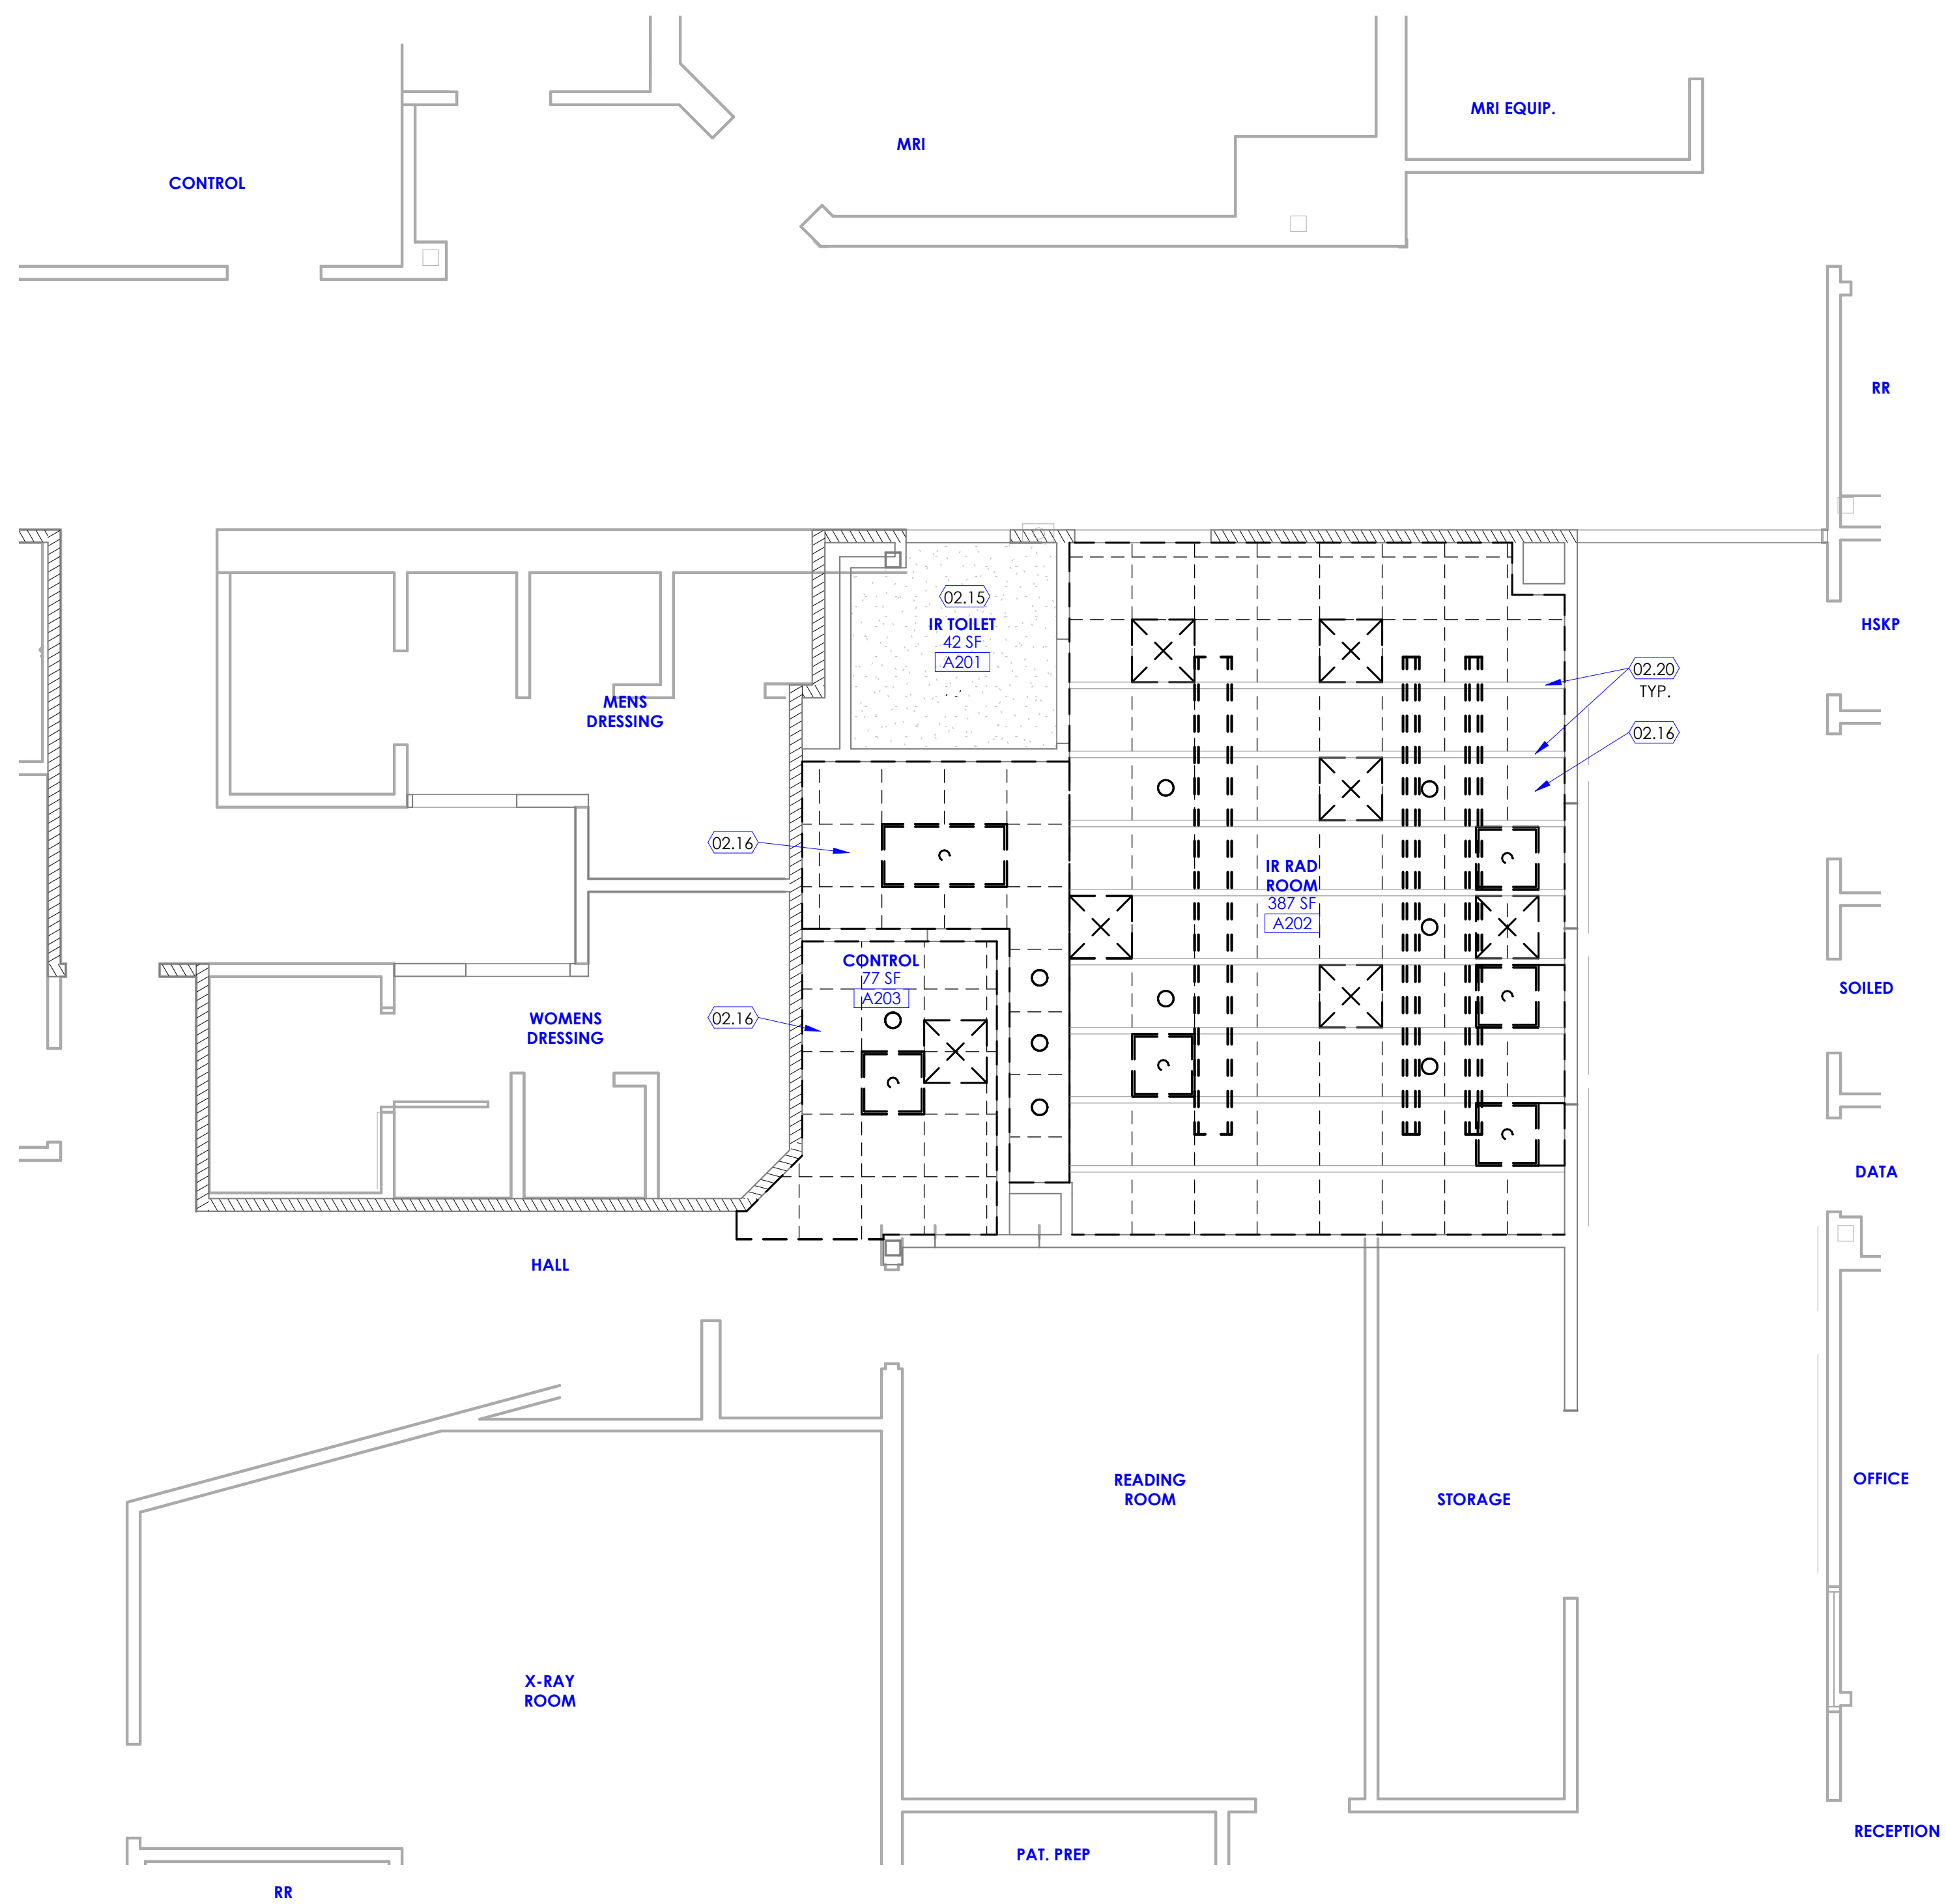 MRI EQUIP.
MRI
CONTROL
RR
02.15
IR TOILET
42 SF
A201
HSKP
02.20
TYP.
MENS
DRESSING
02.16
02.16
IR RAD
ROOM
387 SF
A202
CONTROL
77 SF
A203
SOILED
WOMENS
DRESSING
02.16
DATA
HALL
READING
ROOM
STORAGE
OFFICE
X-RAY
ROOM
RECEPTION
PAT. PREP
RR